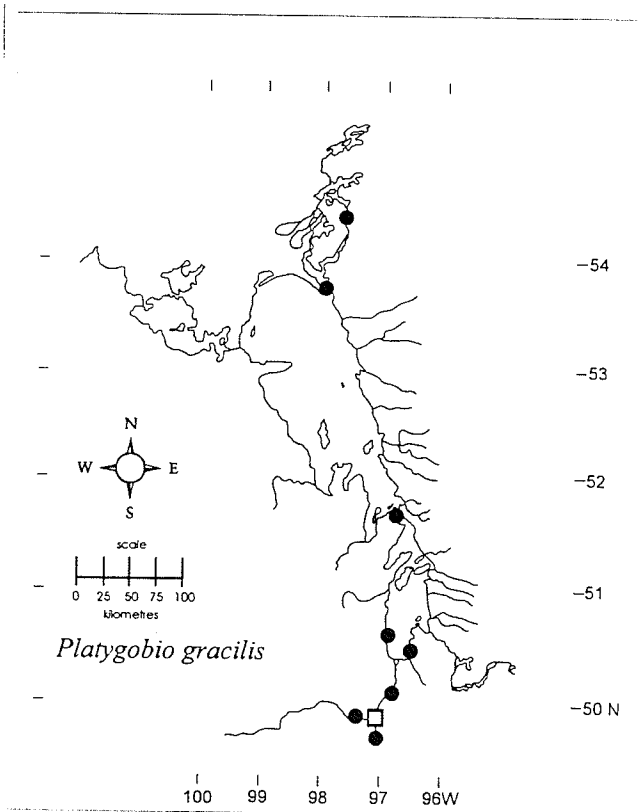 −54
−53
N
W E
S
−52
scale
0 25 50 75 100
kilometres
−51
Platygobio gracilis
−50 N
100 99 98 97 96W